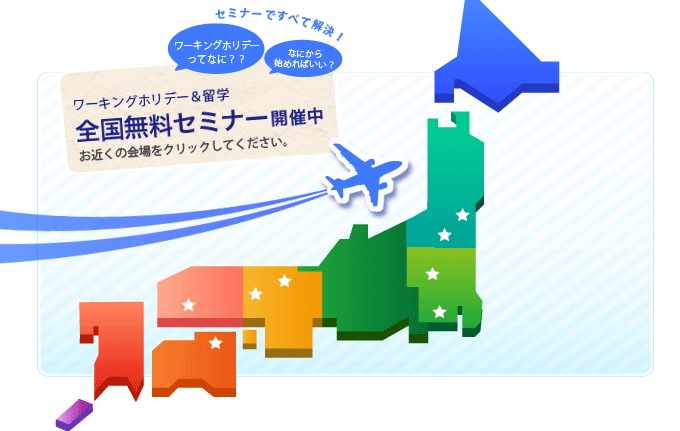 セミナーですべて解決！
ワーキングホリデー
ってなに？？
なにから
始めればいい？
ワーキングホリデー＆留学
全国無料セミナー開催中
お近くの会場をクリックしてください。